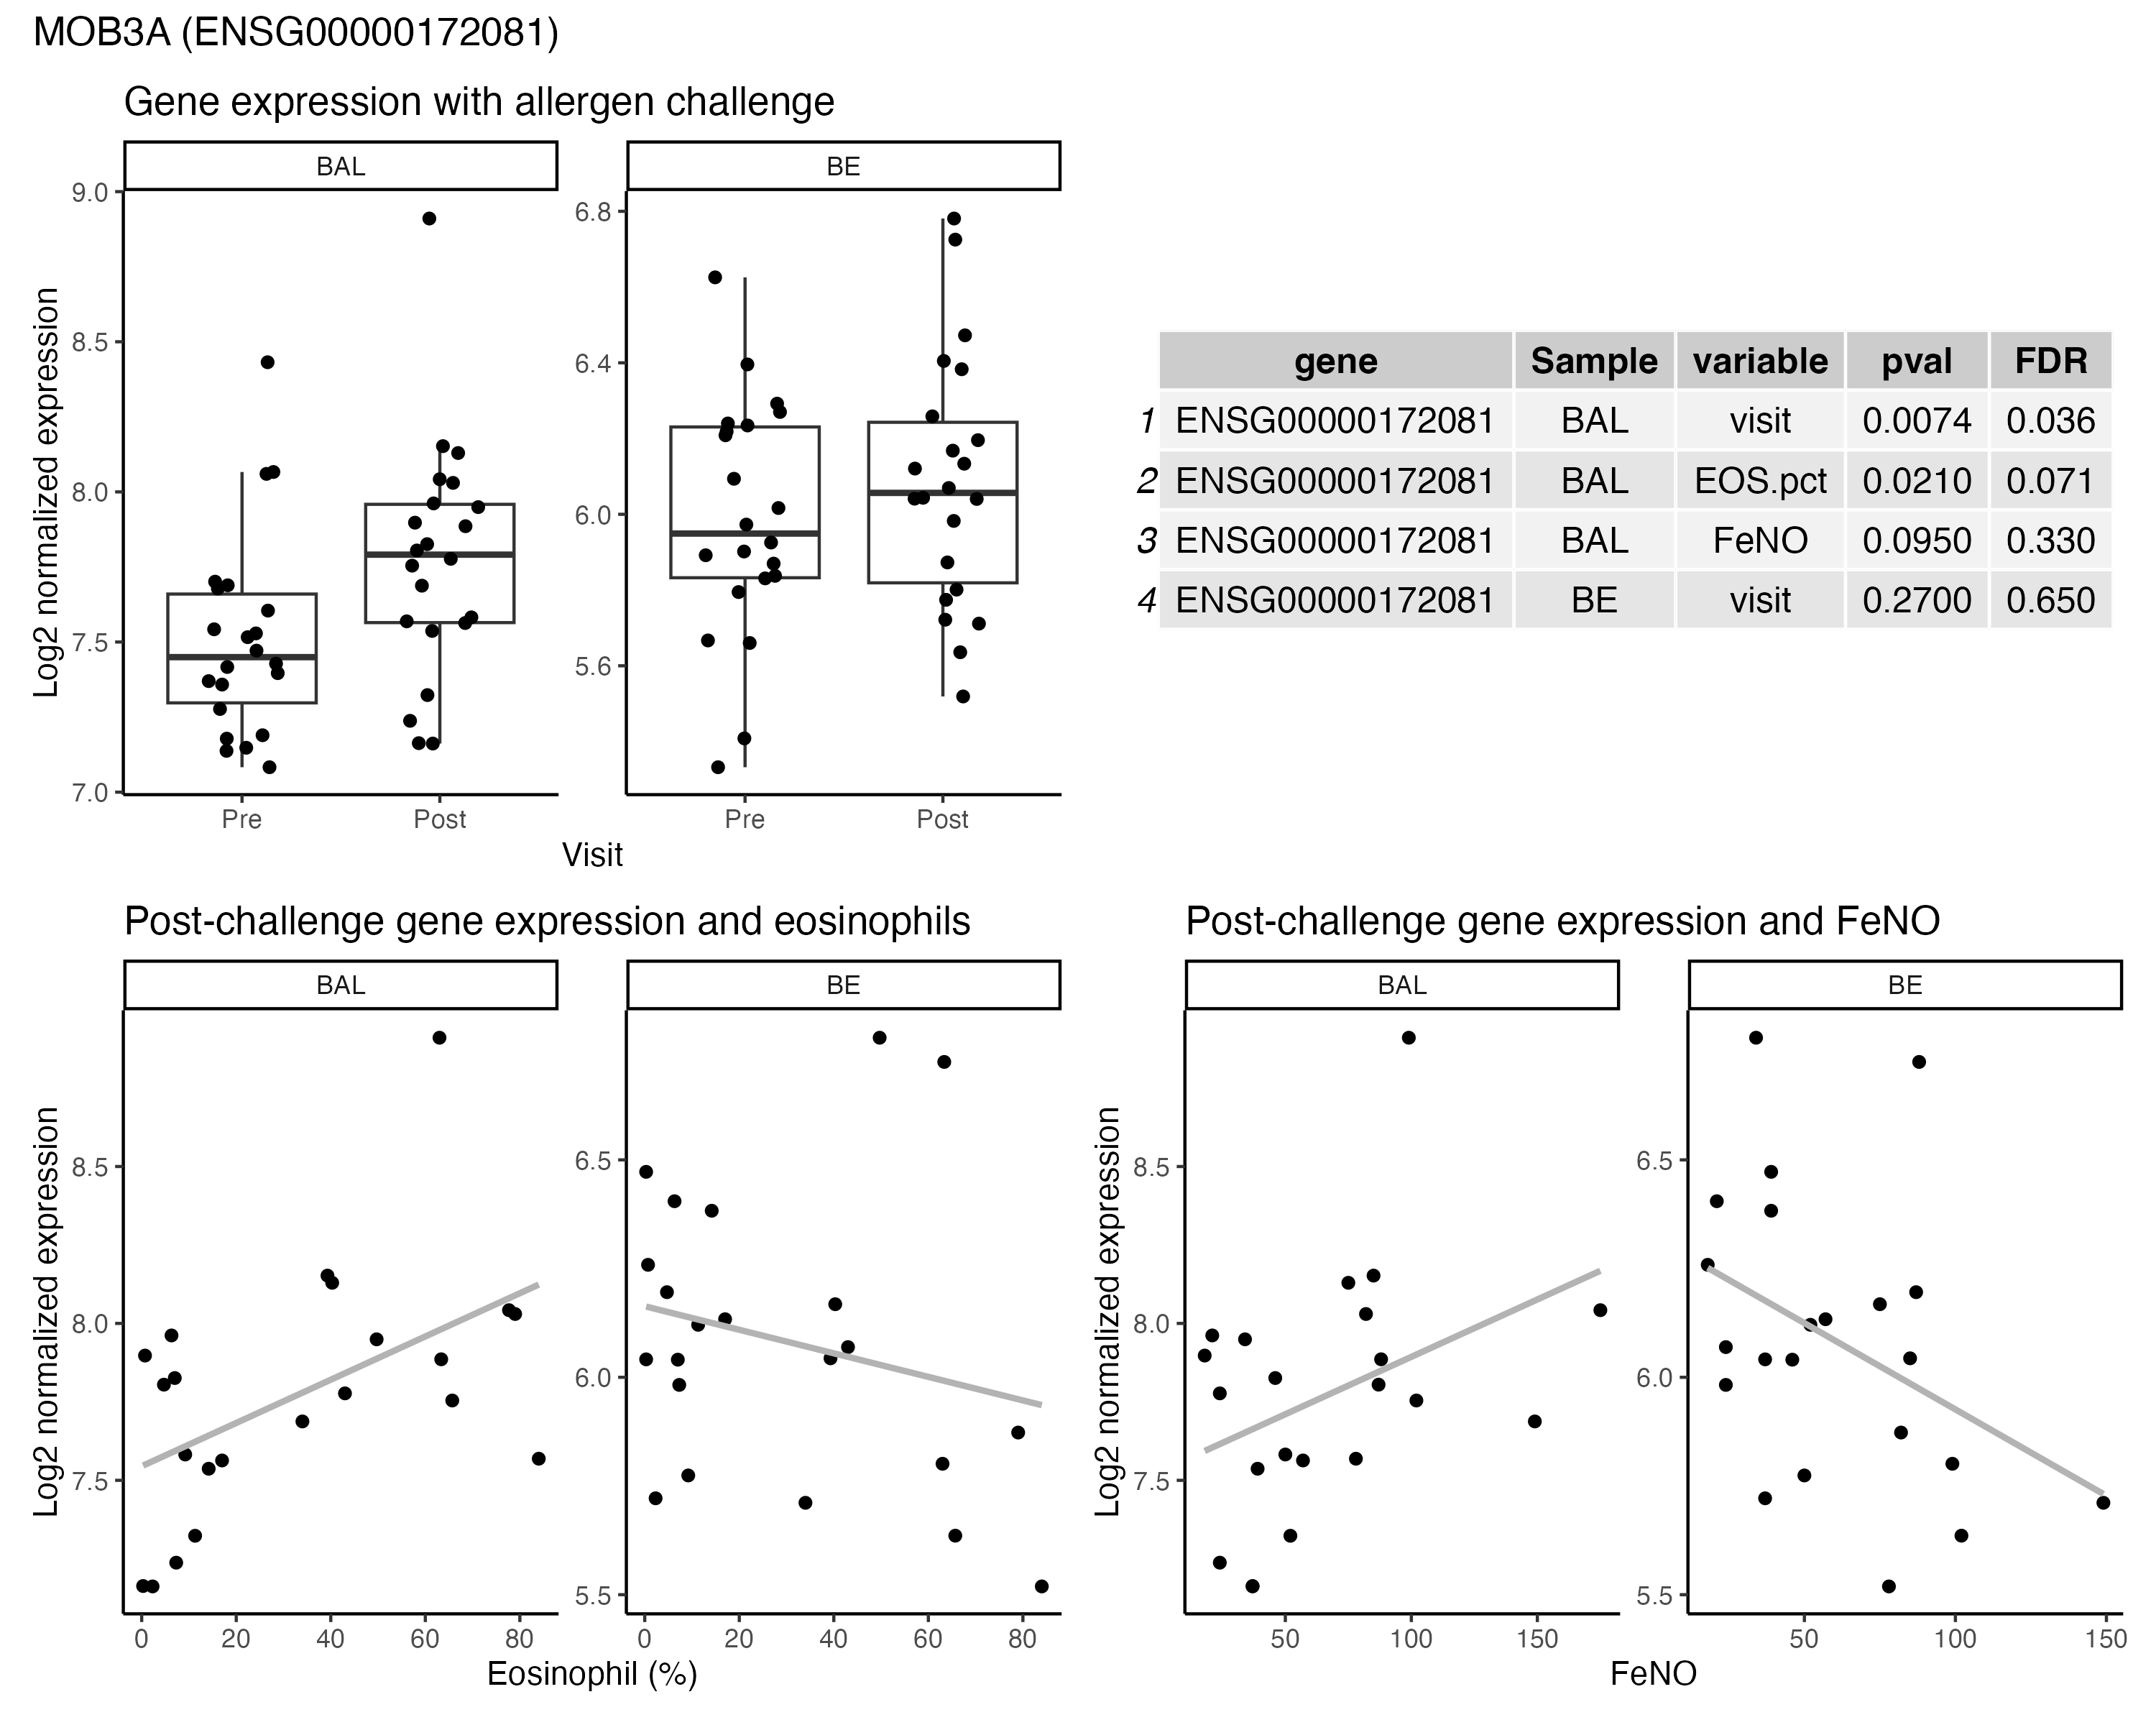 MOB3A (ENSG00000172081)
Gene expression with allergen challenge
BAL
BE
Log2 normalized expression
9.0
8.5
8.0
7.5
7.0
6.8
6.4
6.0
5.6
Pre
Post
Pre
Post
Visit
gene Sample variable pval FDR
1 ENSG00000172081 BAL visit 0.0074 0.036
2 ENSG00000172081 BAL EOS.pct 0.0210 0.071
3 ENSG00000172081 BAL FeNO 0.0950 0.330
4 ENSG00000172081 BE visit 0.2700 0.650
Post-challenge gene expression and eosinophils
BAL
BE
Log2 normalized expression
8.5
8.0
7.5
6.5
6.0
5.5
0 20 40 60 80
0 20 40 60 80
Eosinophil (%)
Post-challenge gene expression and FeNO
BAL
BE
Log2 normalized expression
8.5
8.0
7.5
6.5
6.0
5.5
50 100 150
50 100 150
FeNO